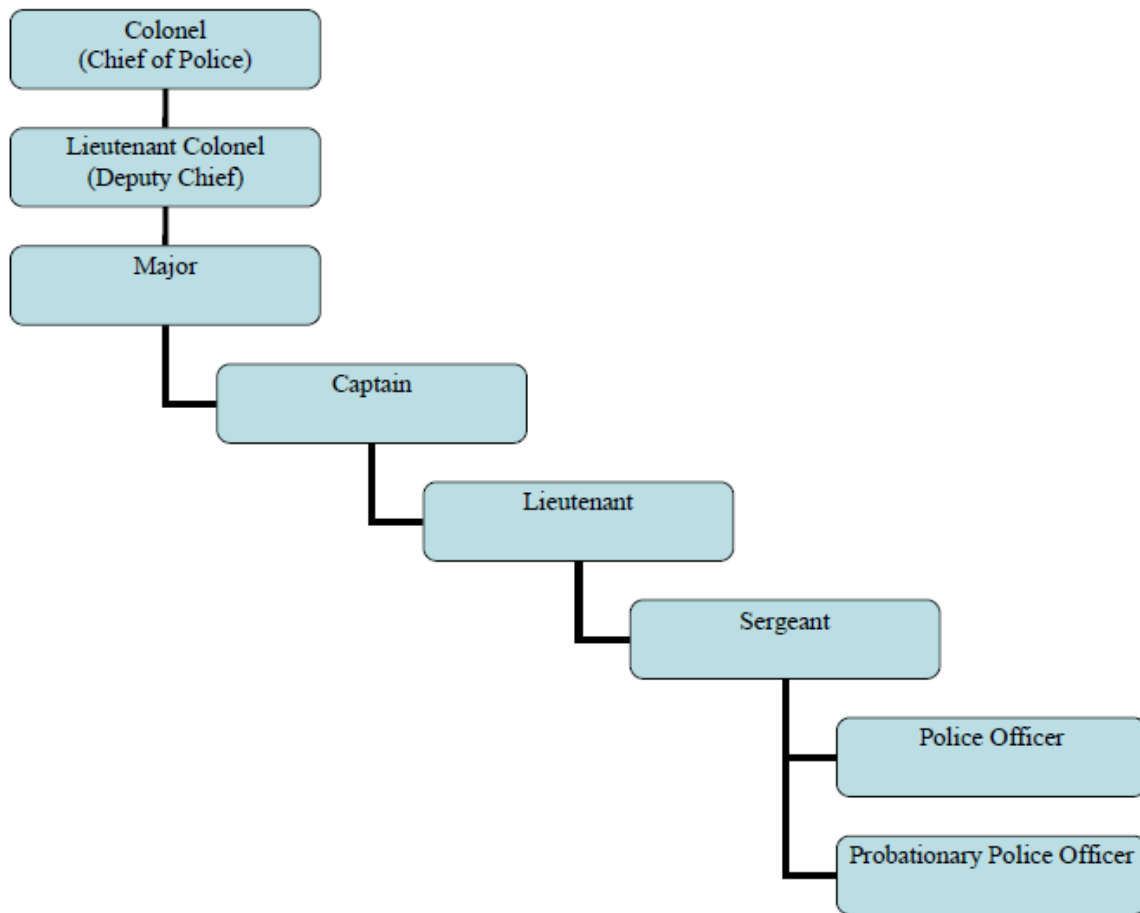 Colonel
(Chief of Police)
Lieutenant Colonel
(Deputy Chief)
Major
Captain
Lieutenant
Sergeant
Police Officer
Probationary Police Officer